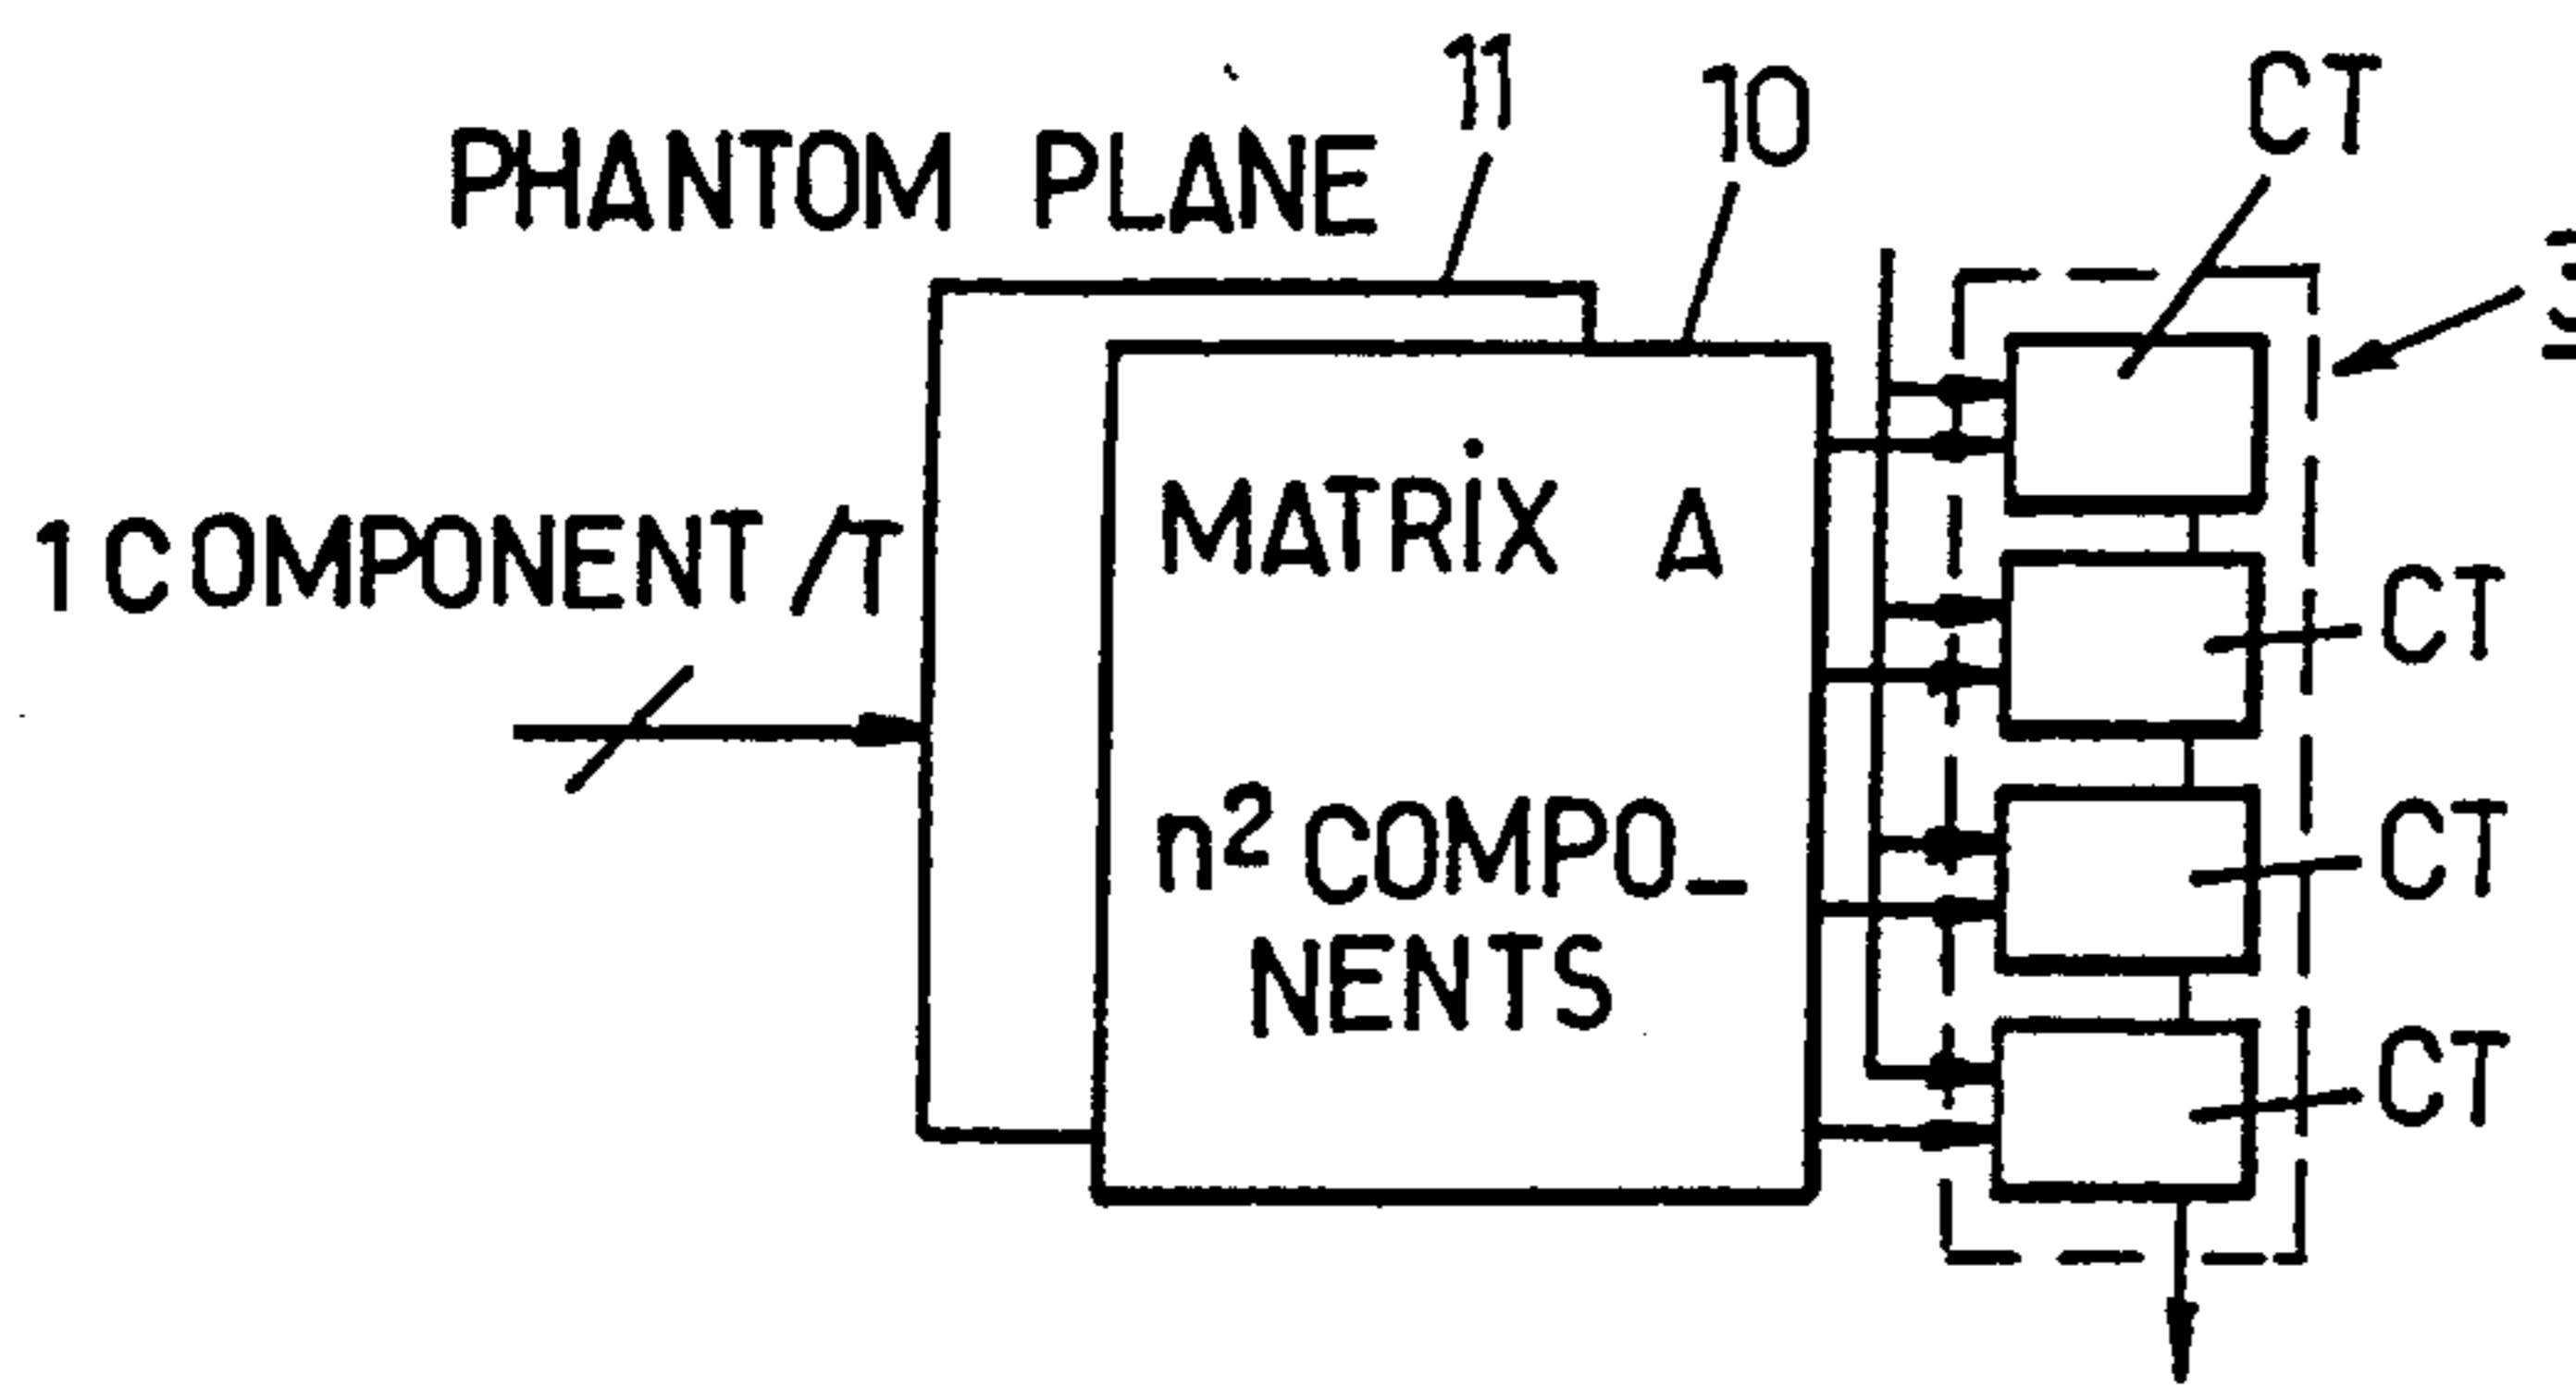 11
10
CT
PHANTOM PLANE
1 COMPONENT /T
MATRiX A
CT
n² COMPO_
NENTS
CT
CT